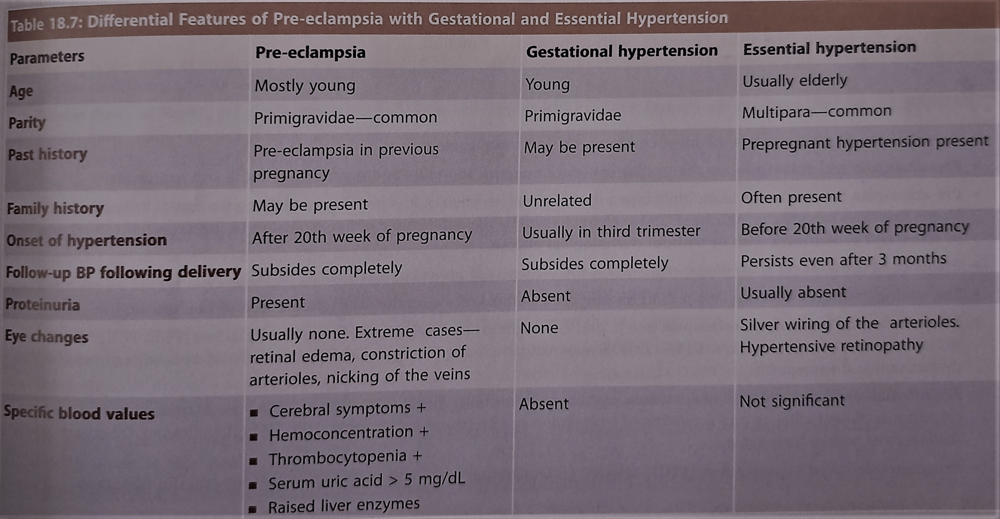 Table 18.7: Differential Features of Pre-eclampsia with Gestational and Essential Hypertension
Parameters Pre-eclampsia Gestational hypertension Essential hypertension
Age Mostly young Young Usually elderly
Parity Primigravidae—common Primigravidae Multipara—common
Past history Pre-eclampsia in previous May be present Prepregnant hypertension present
pregnancy
Family history May be present Unrelated Often present
Onset of hypertension After 20th week of pregnancy Usually in third trimester Before 20th week of pregnancy
Follow-up BP following delivery Subsides completely Subsides completely Persists even after 3 months
Proteinuria Present Absent Usually absent
Eye changes Usually none. Extreme cases— None Silver wiring of the arterioles.
retinal edema, constriction of Hypertensive retinopathy
arterioles, nicking of the veins
Specific blood values ▪ Cerebral symptoms + Absent Not significant
▪ Hemoconcentration +
▪ Thrombocytopenia +
▪ Serum uric acid > 5 mg/dL
▪ Raised liver enzymes